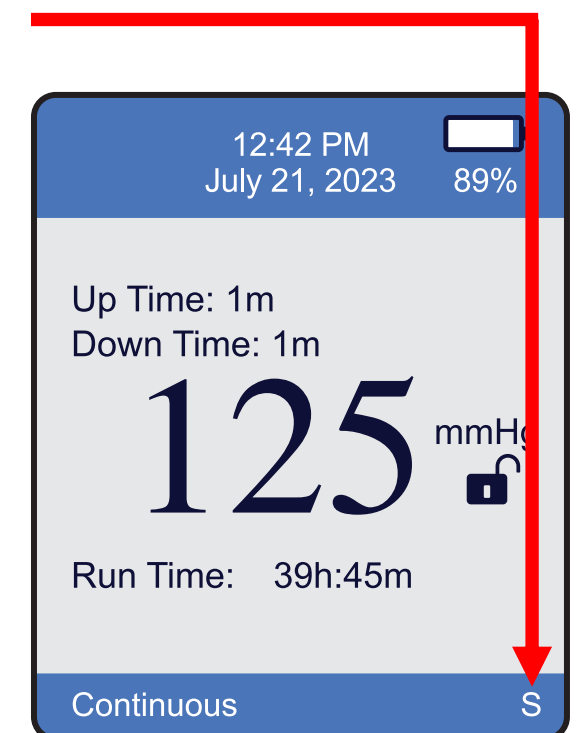 12:42 PM
July 21, 2023 89%
Up Time: 1m
Down Time: 1m
125 mmHg
Run Time: 39h:45m
Continuous S